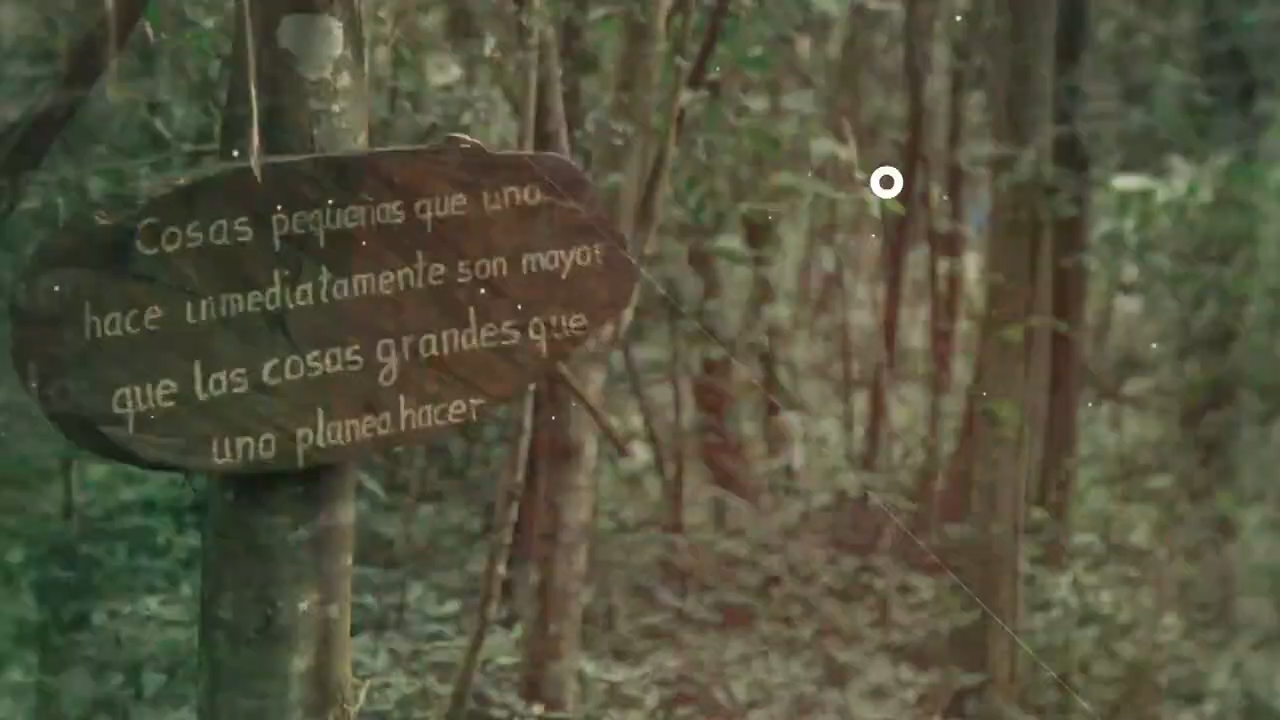 Cosas pequeñas que uno
hace inmediatamente son mayor
que las cosas grandes que
uno planea hacer